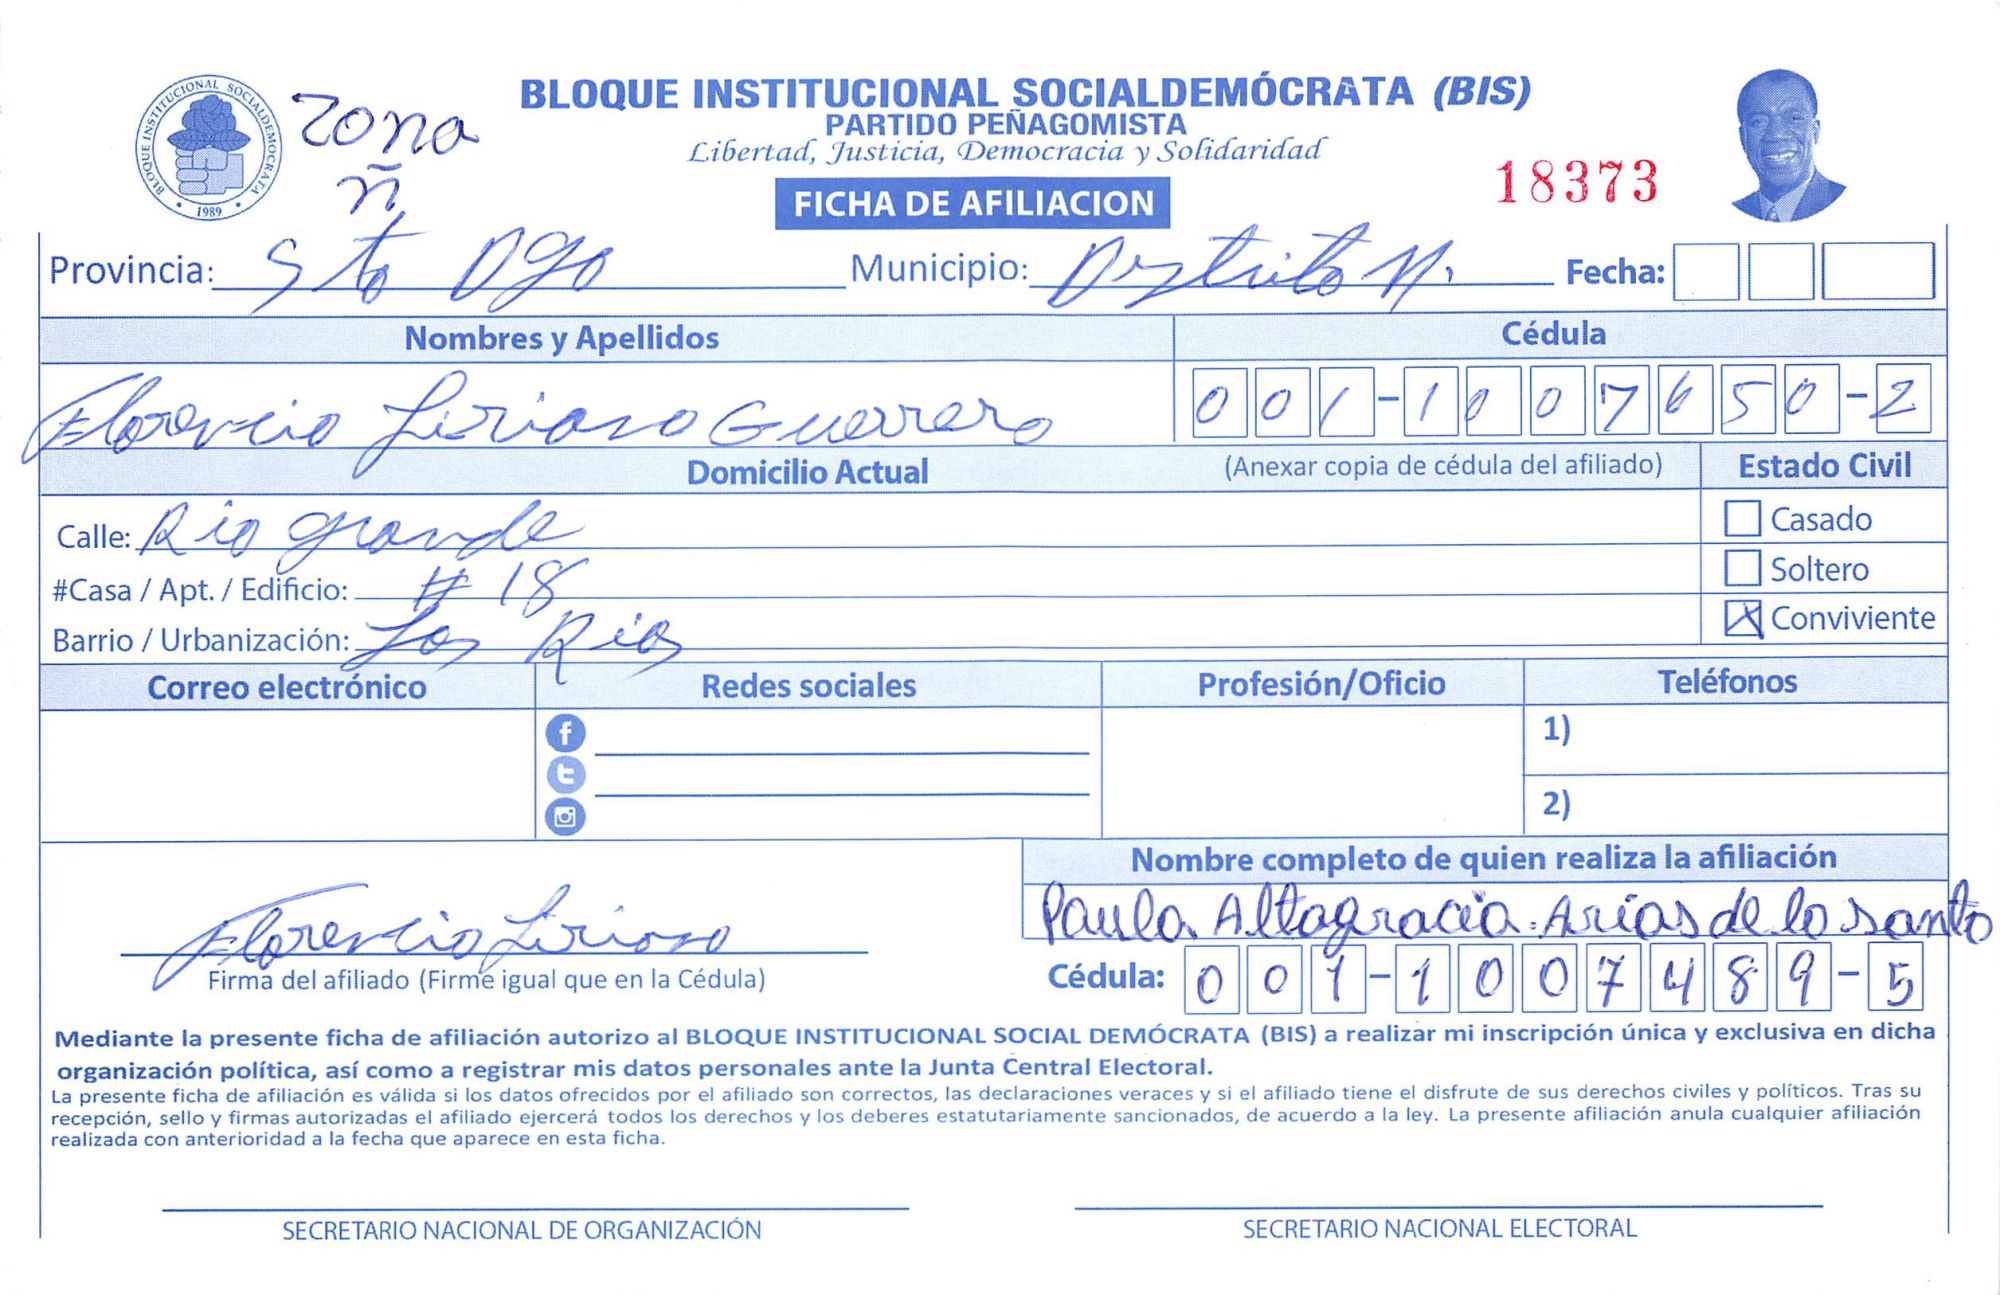 BLOQUE INSTITUCIONAL SOCIALDEMÓCRATA
1989
Zona
ñ
BLOQUE INSTITUCIONAL SOCIALDEMÓCRATA (BIS)
PARTIDO PEÑAGOMISTA
Libertad, Justicia, Democracia y Solidaridad
FICHA DE AFILIACION
18373
Provincia: Sto Dgo Municipio: Distrito N. Fecha:
Nombres y Apellidos Cédula
Florencio Liriano Guerrero 001-1007650-2
Domicilio Actual (Anexar copia de cédula del afiliado) Estado Civil
Calle: Rio grande
Casado
#Casa / Apt. / Edificio: # 18
Soltero
Barrio / Urbanización: Los Rios
Conviviente
Correo electrónico Redes sociales Profesión/Oficio Teléfonos
1)
2)
Nombre completo de quien realiza la afiliación
Paula Altagracia Arias de lo santo
Florencio Liriano
Firma del afiliado (Firme igual que en la Cédula)
Cédula: 001-1007489-5
Mediante la presente ficha de afiliación autorizo al BLOQUE INSTITUCIONAL SOCIAL DEMÓCRATA (BIS) a realizar mi inscripción única y exclusiva en dicha
organización política, así como a registrar mis datos personales ante la Junta Central Electoral.
La presente ficha de afiliación es válida si los datos ofrecidos por el afiliado son correctos, las declaraciones veraces y si el afiliado tiene el disfrute de sus derechos civiles y políticos. Tras su
recepción, sello y firmas autorizadas el afiliado ejercerá todos los derechos y los deberes estatutariamente sancionados, de acuerdo a la ley. La presente afiliación anula cualquier afiliación
realizada con anterioridad a la fecha que aparece en esta ficha.
SECRETARIO NACIONAL DE ORGANIZACIÓN SECRETARIO NACIONAL ELECTORAL